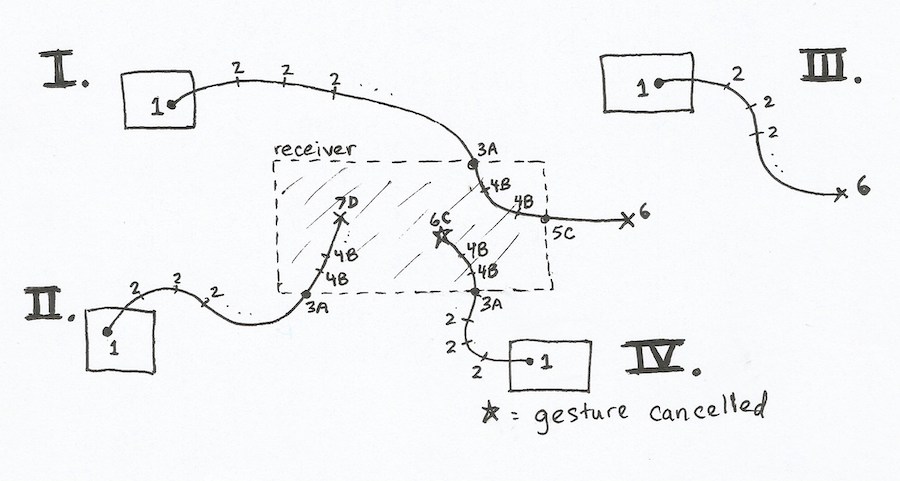 I.
1
2
2
2
III.
1
2
2
2
6
receiver
3A
4B
4B
5C
6
7D
4B
4B
3A
6C
4B
4B
3A
2
2
2
1
IV.
II.
1
2
2
2
★ = gesture cancelled